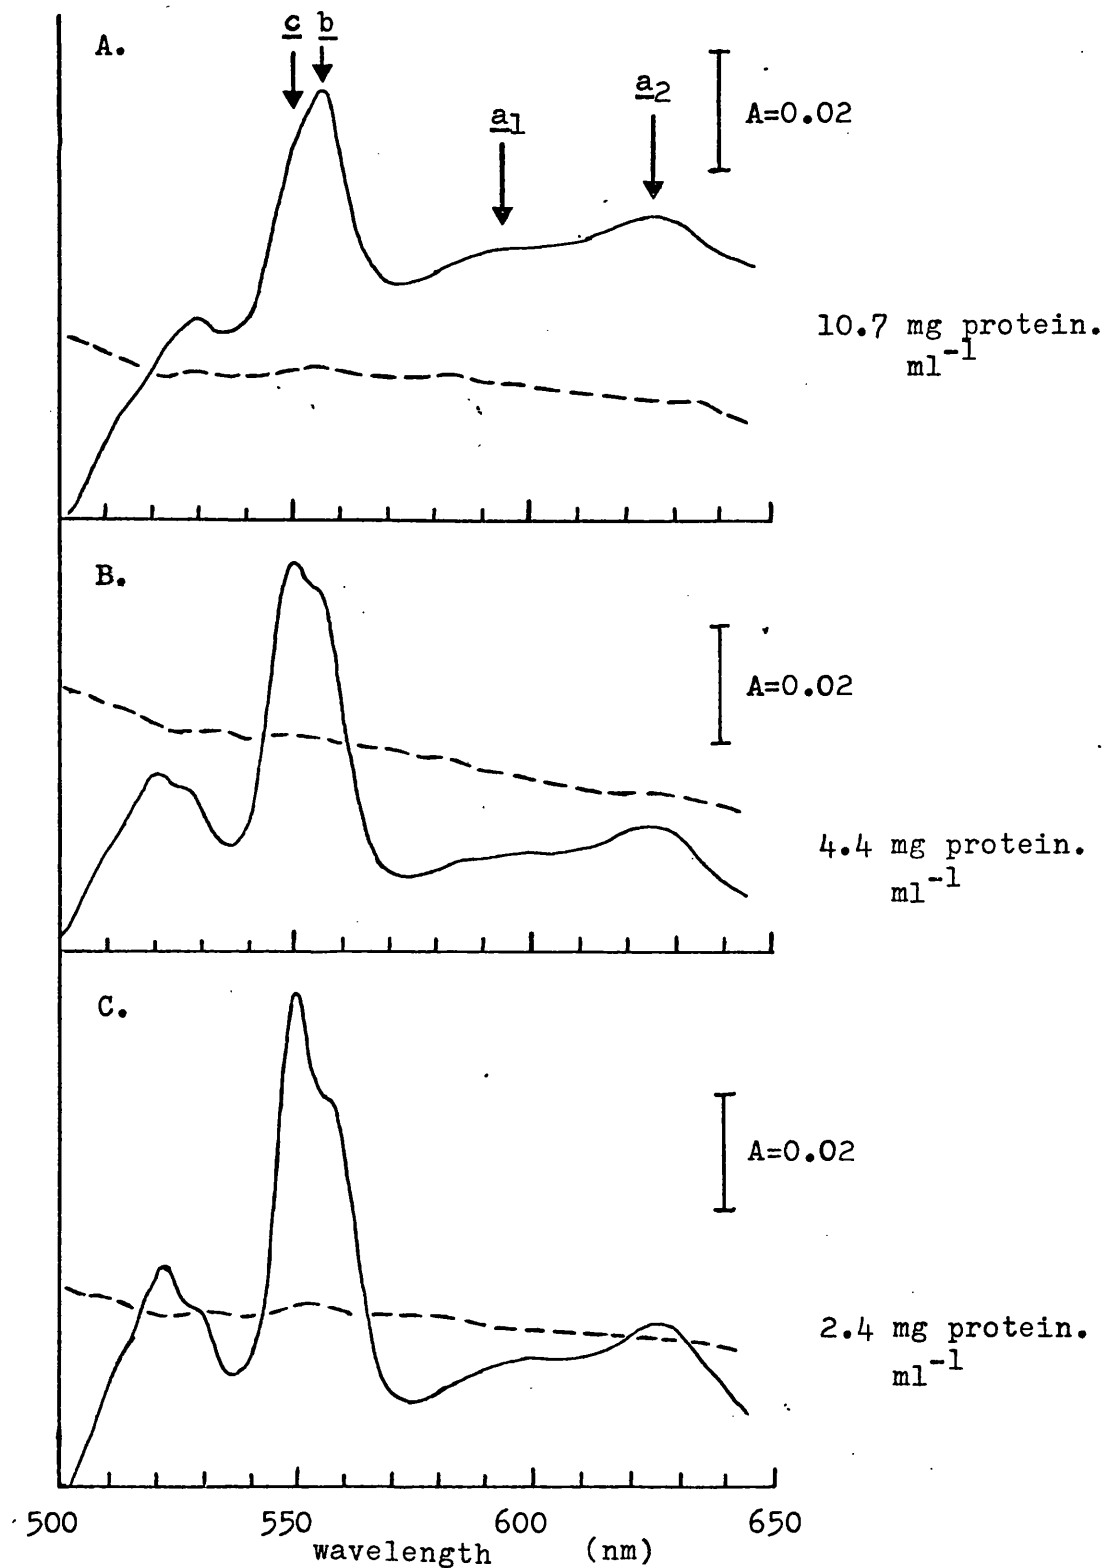 c b
A.
a1
a2
A=0.02
10.7 mg protein.
ml-1
B.
A=0.02
4.4 mg protein.
ml-1
C.
A=0.02
2.4 mg protein.
ml-1
500 550 600 650
wavelength (nm)